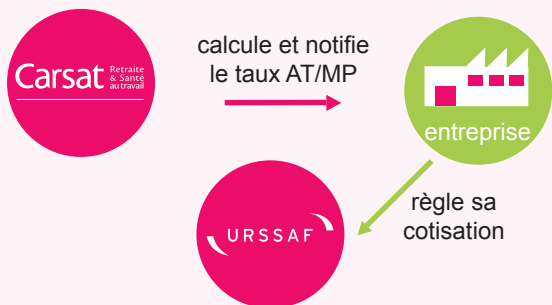 calcule et notifie
le taux AT/MP
Carsat Retraite
& Santé
au travail
entreprise
règle sa
cotisation
URSSAF